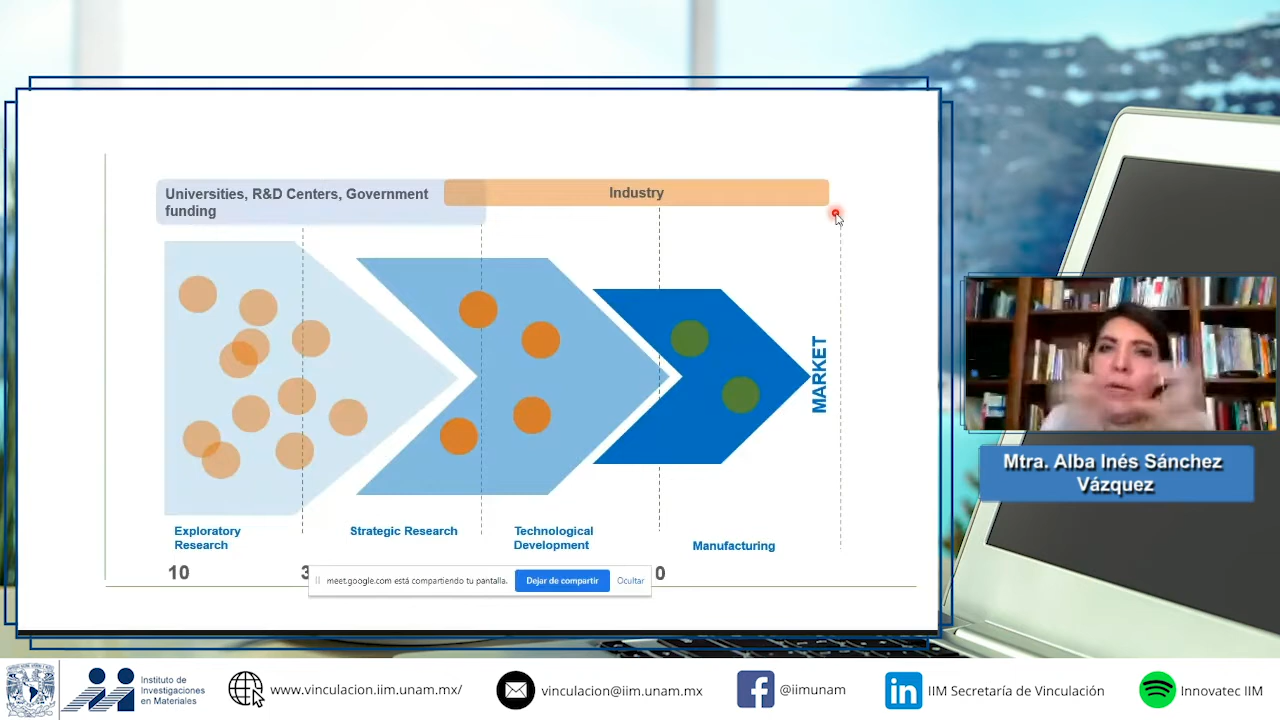 Universities, R&D Centers, Government
funding
Industry
MARKET
Exploratory
Research
Strategic Research
Technological
Development
Manufacturing
10
3
0
meet.google.com está compartiendo tu pantalla.
Dejar de compartir
Ocultar
Mtra. Alba Inés Sánchez
Vázquez
Instituto de
Investigaciones
en Materiales
www.vinculacion.iim.unam.mx/
vinculacion@iim.unam.mx
@iimunam
IIM Secretaría de Vinculación
Innovatec IIM